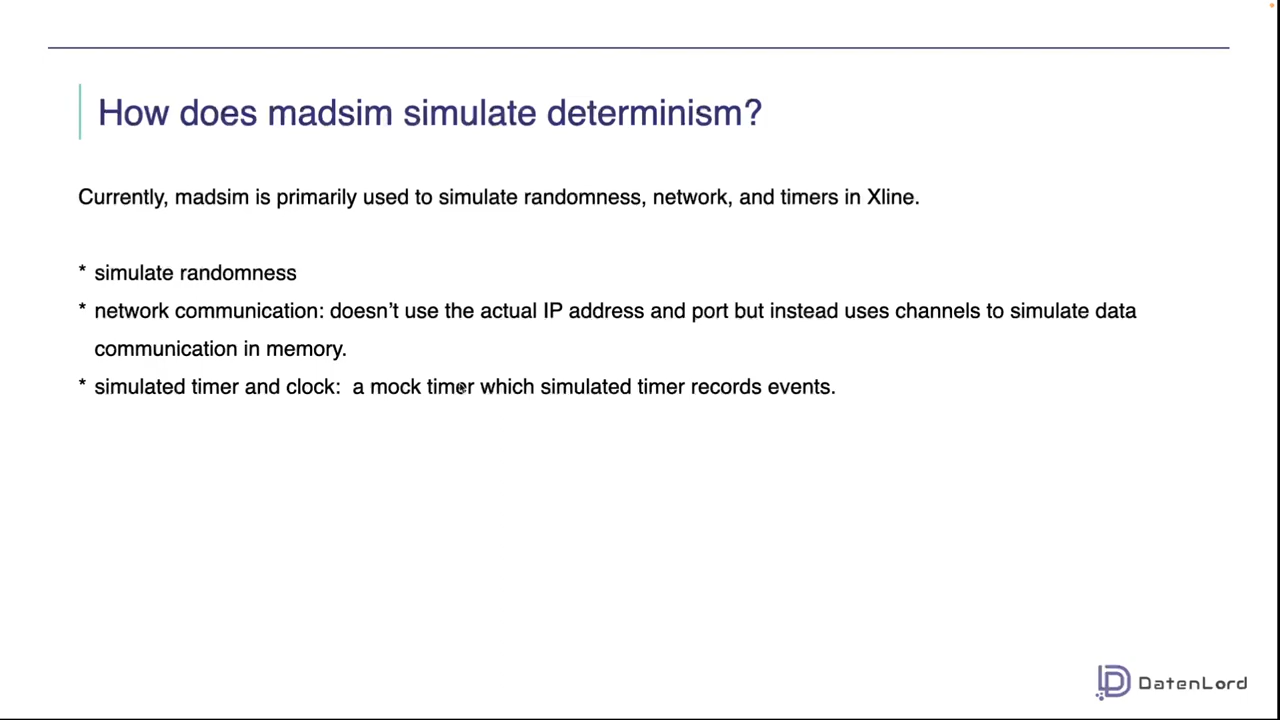 How does madsim simulate determinism?
Currently, madsim is primarily used to simulate randomness, network, and timers in Xline.
* simulate randomness
* network communication: doesn’t use the actual IP address and port but instead uses channels to simulate data
communication in memory.
* simulated timer and clock:  a mock timer which simulated timer records events.
DatenLord